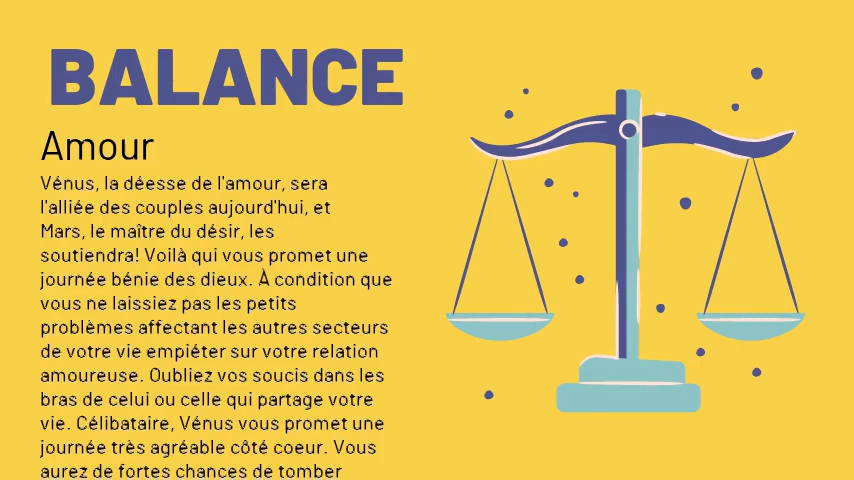 BALANCE
Amour
Vénus, la déesse de l'amour, sera
l'alliée des couples aujourd'hui, et
Mars, le maître du désir, les
soutiendra! Voilà qui vous promet une
journée bénie des dieux. À condition que
vous ne laissiez pas les petits
problèmes affectant les autres secteurs
de votre vie empiéter sur votre relation
amoureuse. Oubliez vos soucis dans les
bras de celui ou celle qui partage votre
vie. Célibataire, Vénus vous promet une
journée très agréable côté coeur. Vous
aurez de fortes chances de tomber